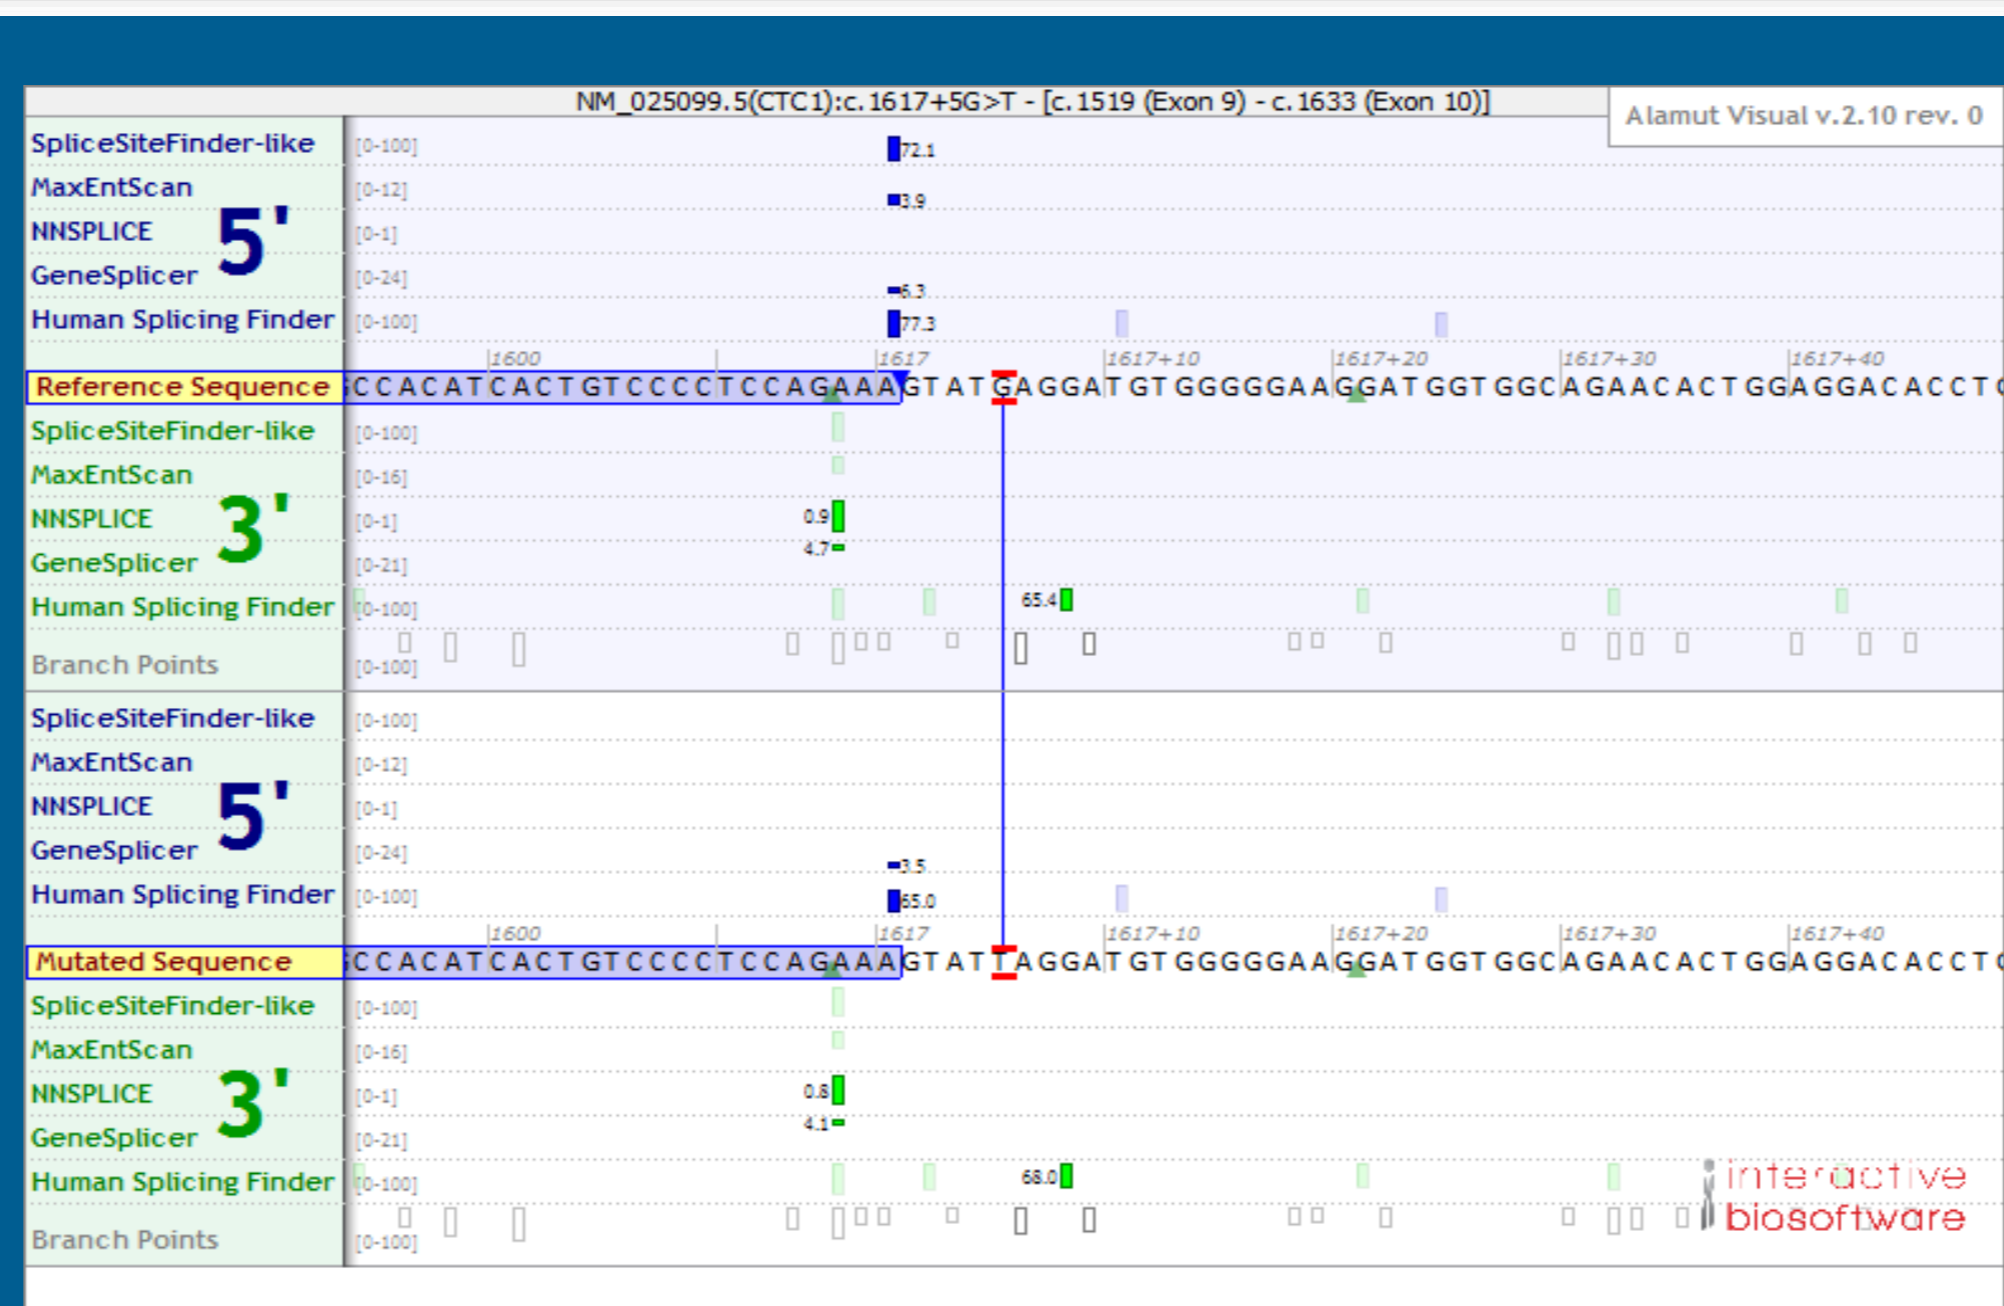 NM_025099.5(CTC1):c.1617+5G>T - [c.1519 (Exon 9) - c.1633 (Exon 10)]
Alamut Visual v.2.10 rev. 0
SpliceSiteFinder-like [0-100] 72.1
MaxEntScan [0-12] 3.9
NNSPLICE [0-1]
5'
GeneSplicer [0-24] 6.3
Human Splicing Finder [0-100] 77.3
1600 1617 1617+10 1617+20 1617+30 1617+40
Reference Sequence CCACATCACTGTCCCCTCCAGAAAGTATGAGGATGTGGGGGAAGGATGGTGGCAGAACACTGGAGGACACCT
SpliceSiteFinder-like [0-100]
MaxEntScan [0-16]
NNSPLICE [0-1] 0.9
3'
GeneSplicer [0-21] 4.7
Human Splicing Finder [0-100] 65.4
Branch Points [0-100]
SpliceSiteFinder-like [0-100]
MaxEntScan [0-12]
NNSPLICE [0-1]
5'
GeneSplicer [0-24] 3.5
Human Splicing Finder [0-100] 65.0
1600 1617 1617+10 1617+20 1617+30 1617+40
Mutated Sequence CCACATCACTGTCCCCTCCAGAAAGTATTAGGATGTGGGGGAAGGATGGTGGCAGAACACTGGAGGACACCT
SpliceSiteFinder-like [0-100]
MaxEntScan [0-16]
NNSPLICE [0-1] 0.8
3'
GeneSplicer [0-21] 4.1
Human Splicing Finder [0-100] 68.0
Branch Points [0-100]
interactive
biosoftware